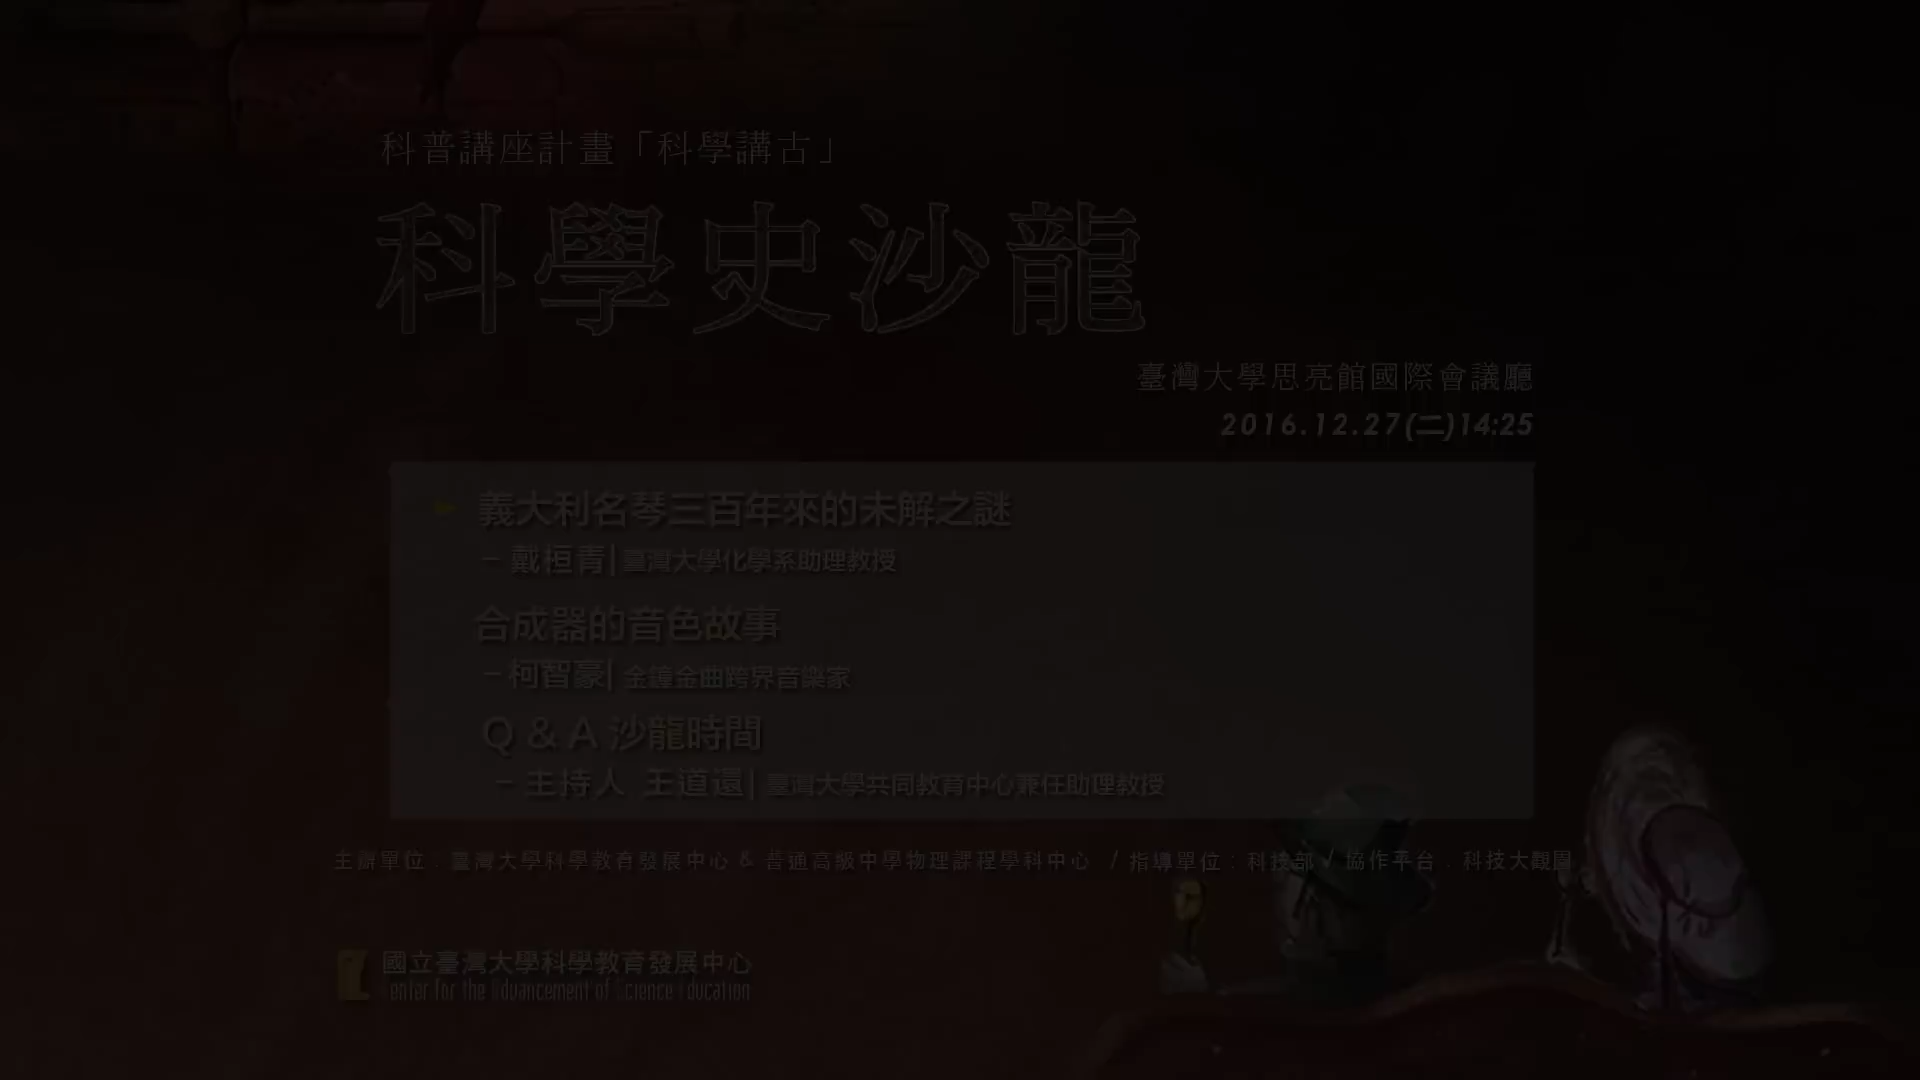 科普講座計畫「科學講古」
科學史沙龍
臺灣大學思亮館國際會議廳
2016.12.27(二)14:25
義大利名琴三百年來的未解之謎
– 戴桓青|臺灣大學化學系助理教授
合成器的音色故事
– 柯智豪| 金鐘金曲跨界音樂家
Q & A 沙龍時間
– 主持人 王道還| 臺灣大學共同教育中心兼任助理教授
主辦單位：臺灣大學科學教育發展中心 & 普通高級中學物理課程學科中心 / 指導單位：科技部 / 協作平台：科技大觀園
國立臺灣大學科學教育發展中心
Center for the Advancement of Science Education